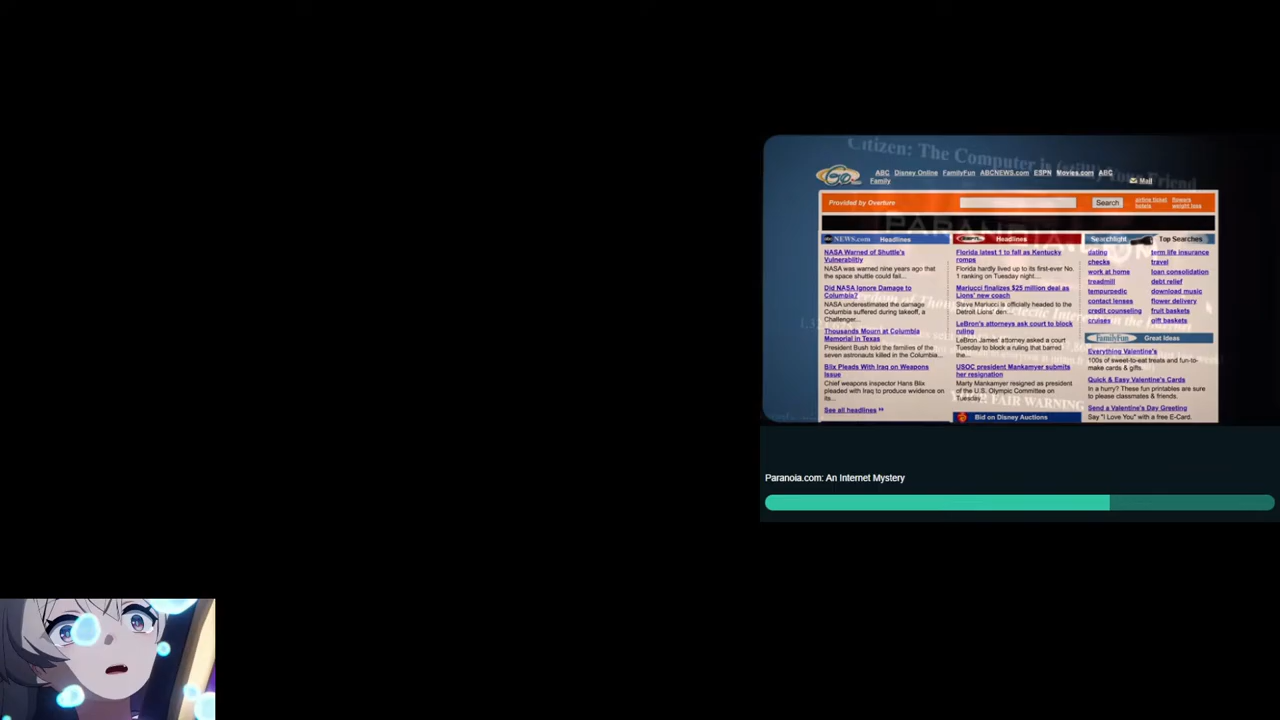 Citizen: The Computer is (still) Your Friend
Go
ABC Disney Online FamilyFun ABCNEWS.com ESPN Movies.com ABC
Family
Mail
Provided by Overture
Search
airline ticket
hotels
flowers
weight loss
PARANOIA
NEWS.com Headlines
NASA Warned of Shuttle's
Vulnerability
NASA was warned nine years ago that
the space shuttle could fail...
Did NASA Ignore Damage to
Columbia?
NASA underestimated the damage
Columbia suffered during takeoff, a
Challenger...
Thousands Mourn at Columbia
Memorial in Texas
President Bush told the families of the
seven astronauts killed in the Columbia...
Blix Pleads With Iraq on Weapons
Issue
Chief weapons inspector Hans Blix
pleaded with Iraq to produce wvidence on
its...
See all headlines
Headlines
Florida latest 1 to fall as Kentucky
romps
Florida hardly lived up to its first-ever No.
1 ranking on Tuesday night....
Mariucci finalizes $25 million deal as
Lions' new coach
Steve Mariucci is officially headed to the
Detroit Lions' den...
LeBron's attorneys ask court to block
ruling
LeBron James' attorney asked a court
Tuesday to block a ruling that barred
the...
USOC president Mankamyer submits
her resignation
Marty Mankamyer resigned as president
of the U.S. Olympic Committee on
Tuesday.
FAIR WARNING
Bid on Disney Auctions
Searchlight
Top Searches
dating
checks
work at home
treadmill
tempurpedic
contact lenses
credit counseling
cruises
term life insurance
travel
loan consolidation
debt relief
download music
flower delivery
fruit baskets
gift baskets
FamilyFun Great Ideas
Everything Valentine's
100s of sweet-to-eat treats and fun-to-
make cards & gifts.
Quick & Easy Valentine's Cards
In a hurry? These fun printables are sure
to please classmates & friends.
Send a Valentine's Day Greeting
Say "I Love You" with a free E-Card.
Paranoia.com: An Internet Mystery